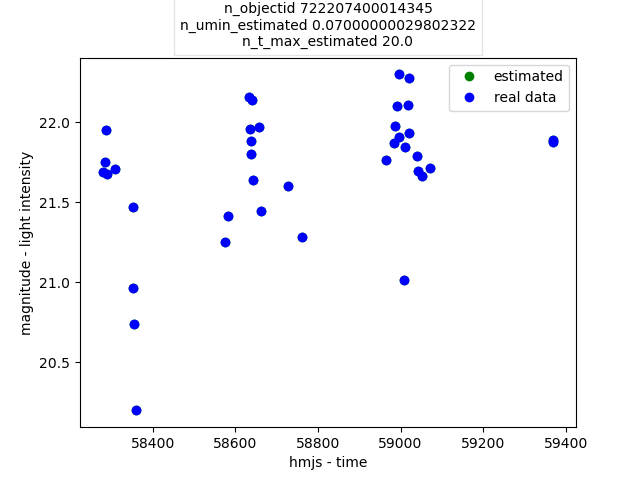 n_objectid 722207400014345
n_umin_estimated 0.07000000029802322
n_t_max_estimated 20.0
estimated
real data
22.0
21.5
21.0
20.5
magnitude - light intensity
58400
58600
58800
59000
59200
59400
hmjs - time